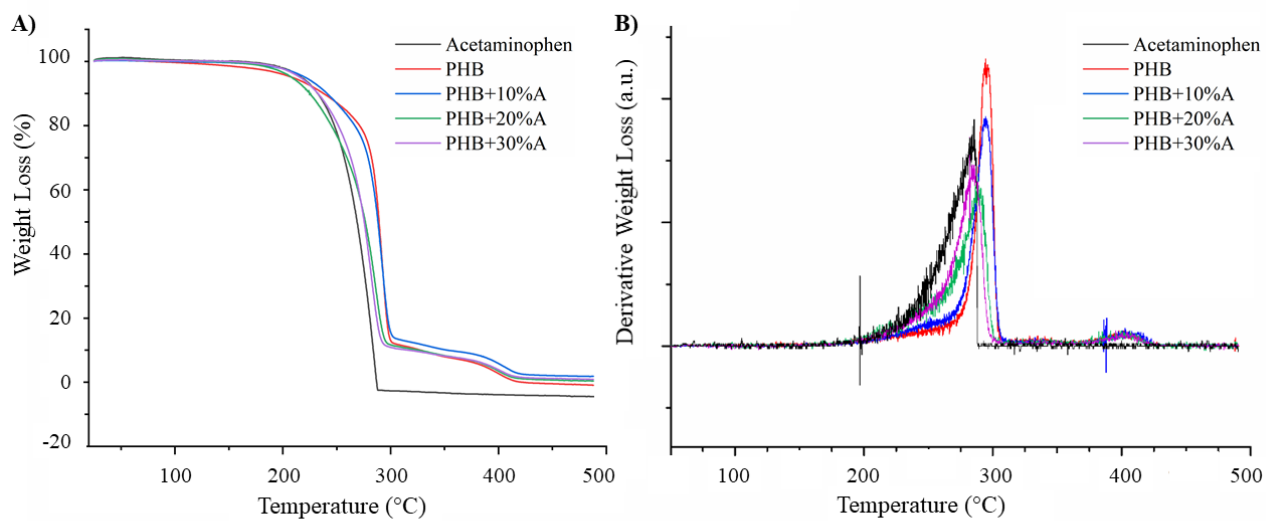 A)
Weight Loss (%)
100
80
60
40
20
0
-20
100
200
300
400
500
Temperature (°C)
Acetaminophen
PHB
PHB+10%A
PHB+20%A
PHB+30%A
B)
Derivative Weight Loss (a.u.)
100
200
300
400
500
Temperature (°C)
Acetaminophen
PHB
PHB+10%A
PHB+20%A
PHB+30%A